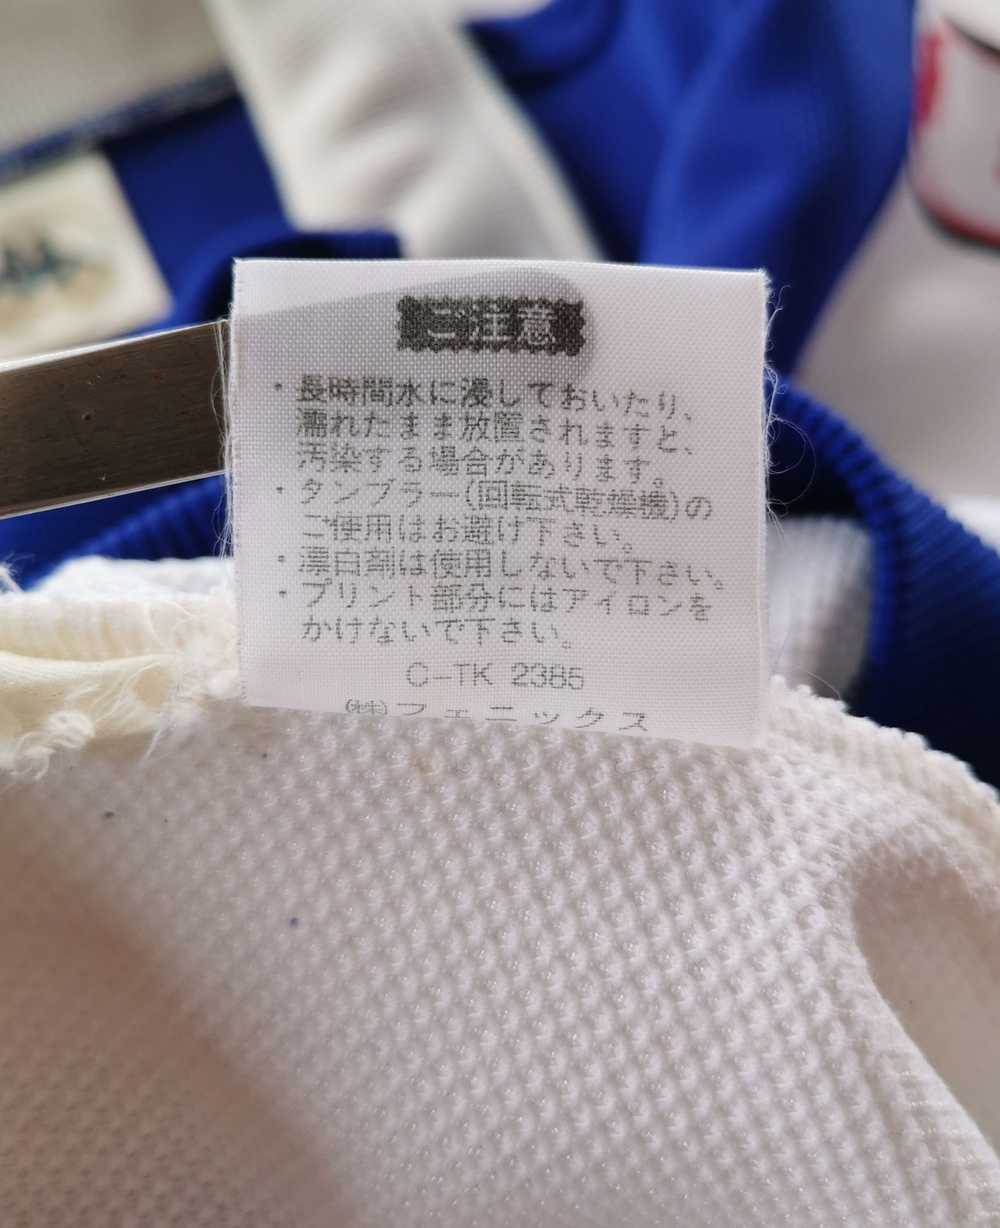 ご注意
・長時間水に浸しておいたり、
濡れたまま放置されますと、
汚染する場合があります。
・タンブラー(回転式乾燥機)の
ご使用はお避け下さい。
・漂白剤は使用しないで下さい。
・プリント部分にはアイロンを
かけないで下さい。
C-TK 2385
㈱フェニックス